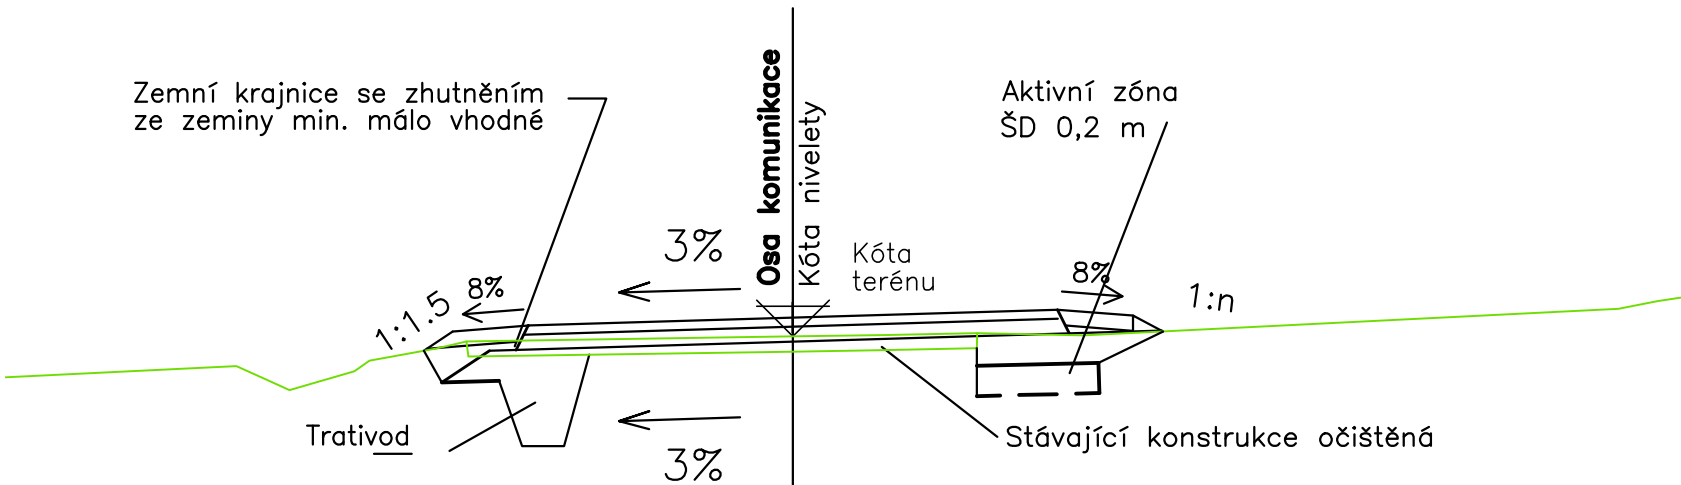 Zemní krajnice se zhutněním
ze zeminy min. málo vhodné
Osa komunikace
Kóta nivelety
Aktivní zóna
ŠD 0,2 m
3%
Kóta
terénu
8%
8%
1:1.5
1:n
Trativod
3%
Stávající konstrukce očištěná